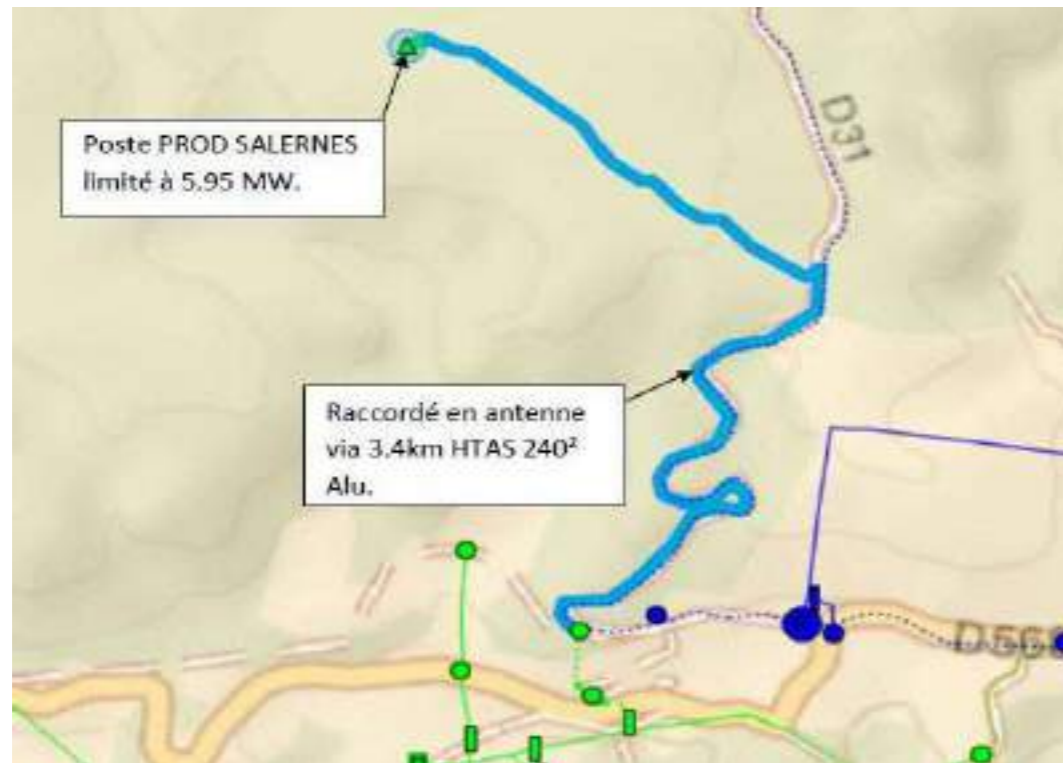 D31
Poste PROD SALERNES
limité à 5.95 MW.
Raccordé en antenne
via 3.4km HTAS 240²
Alu.